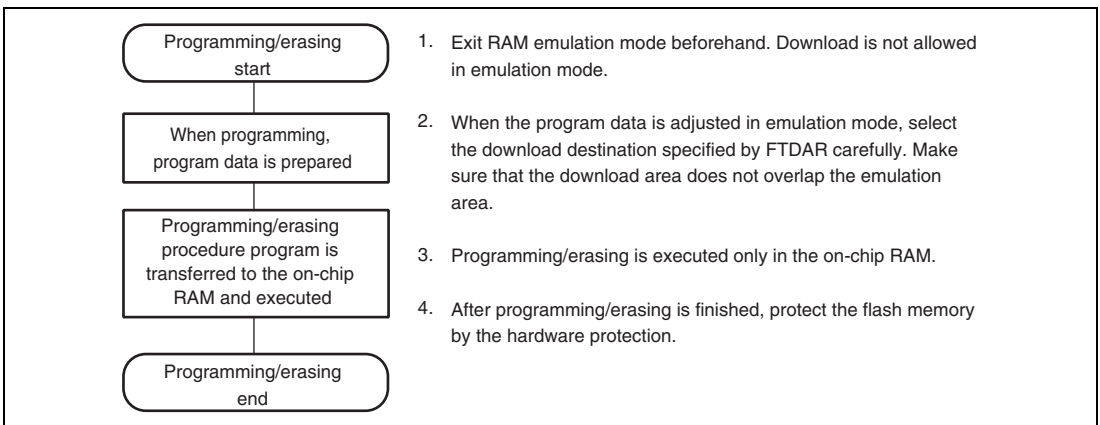 Programming/erasing
start
When programming,
program data is prepared
Programming/erasing
procedure program is
transferred to the on-chip
RAM and executed
Programming/erasing
end
1. Exit RAM emulation mode beforehand. Download is not allowed
in emulation mode.
2. When the program data is adjusted in emulation mode, select
the download destination specified by FTDAR carefully. Make
sure that the download area does not overlap the emulation
area.
3. Programming/erasing is executed only in the on-chip RAM.
4. After programming/erasing is finished, protect the flash memory
by the hardware protection.